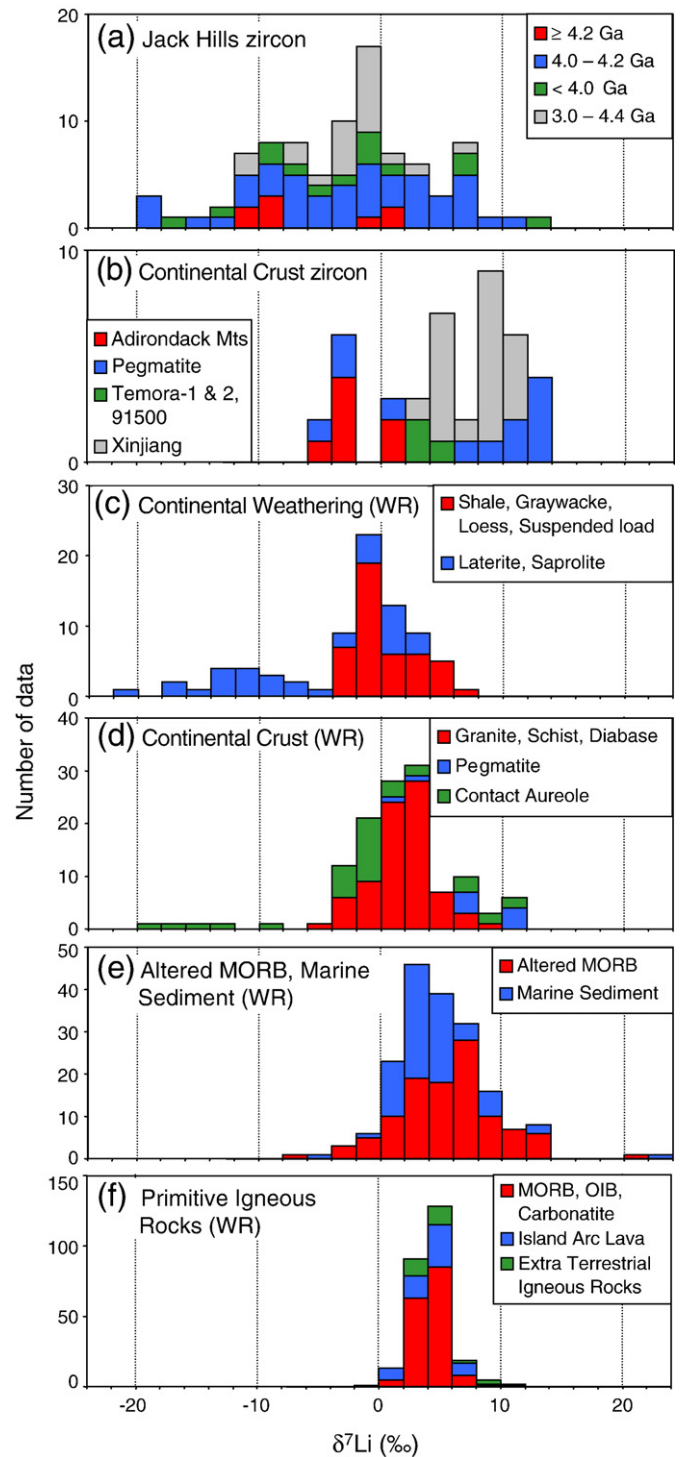 20
(a) Jack Hills zircon
≥ 4.2 Ga
4.0 – 4.2 Ga
< 4.0 Ga
3.0 – 4.4 Ga
10
0
10
(b) Continental Crust zircon
Adirondack Mts
Pegmatite
Temora-1 & 2,
91500
Xinjiang
0
30
(c) Continental Weathering (WR)
Shale, Graywacke,
Loess, Suspended load
Laterite, Saprolite
20
10
0
Number of data
40
(d) Continental Crust (WR)
Granite, Schist, Diabase
Pegmatite
Contact Aureole
30
20
10
0
50
(e) Altered MORB, Marine
Sediment (WR)
Altered MORB
Marine Sediment
40
30
20
10
0
150
(f) Primitive Igneous
Rocks (WR)
MORB, OIB,
Carbonatite
Island Arc Lava
Extra Terrestrial
Igneous Rocks
100
50
0
-20 -10 0 10 20
δ⁷Li (‰)